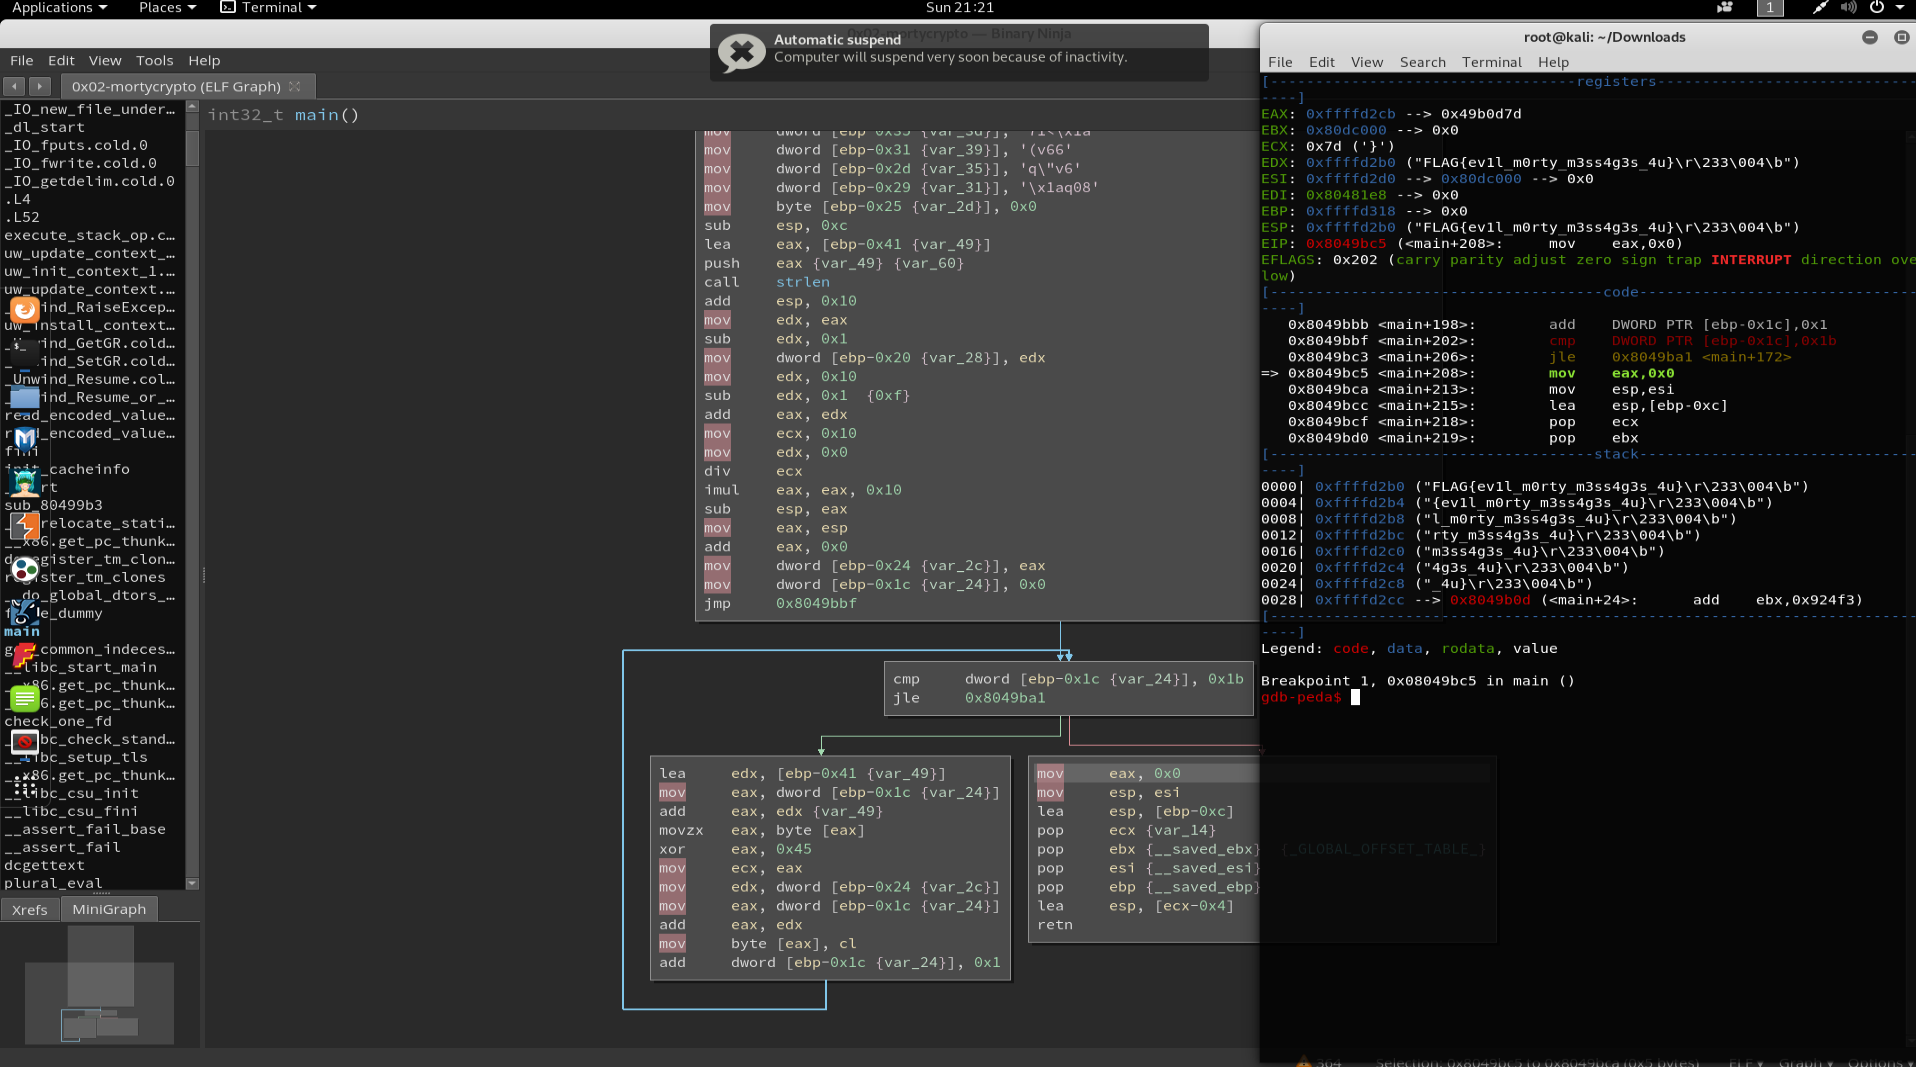 Applications Places Terminal Sun 21:21 1
Automatic suspend
Computer will suspend very soon because of inactivity.
File Edit View Tools Help
0x02-mortycrypto (ELF Graph)
_IO_new_file_under…
_dl_start
_IO_fputs.cold.0
_IO_fwrite.cold.0
_IO_getdelim.cold.0
.L4
.L52
execute_stack_op.c…
uw_update_context_…
uw_init_context_1.…
uw_update_context.…
ind_RaiseExcep…
uw_install_context…
ind_GetGR.cold…
ind_SetGR.cold…
_Unwind_Resume.col…
ind_Resume_or_…
read_encoded_value…
_encoded_value…
init_cacheinfo
sub_80499b3
relocate_stati…
x86.get_pc_thunk…
register_tm_clon…
register_tm_clones
do_global_dtors_…
e_dummy
main
common_indeces…
libc_start_main
x86.get_pc_thunk…
x86.get_pc_thunk…
check_one_fd
bc_check_stand…
ibc_setup_tls
x86.get_pc_thunk…
__libc_csu_init
__libc_csu_fini
__assert_fail_base
__assert_fail
dcgettext
plural_eval
Xrefs MiniGraph
int32_t main()
mov dword [ebp-0x31 {var_39}], '(v66'
mov dword [ebp-0x2d {var_35}], 'q\"v6'
mov dword [ebp-0x29 {var_31}], '\x1aq08'
mov byte [ebp-0x25 {var_2d}], 0x0
sub esp, 0xc
lea eax, [ebp-0x41 {var_49}]
push eax {var_49} {var_60}
call strlen
add esp, 0x10
mov edx, eax
sub edx, 0x1
mov dword [ebp-0x20 {var_28}], edx
mov edx, 0x10
sub edx, 0x1 {0xf}
add eax, edx
mov ecx, 0x10
mov edx, 0x0
div ecx
imul eax, eax, 0x10
sub esp, eax
mov eax, esp
add eax, 0x0
mov dword [ebp-0x24 {var_2c}], eax
mov dword [ebp-0x1c {var_24}], 0x0
jmp 0x8049bbf
cmp dword [ebp-0x1c {var_24}], 0x1b
jle 0x8049ba1
lea edx, [ebp-0x41 {var_49}]
mov eax, dword [ebp-0x1c {var_24}]
add eax, edx {var_49}
movzx eax, byte [eax]
xor eax, 0x45
mov ecx, eax
mov edx, dword [ebp-0x24 {var_2c}]
mov eax, dword [ebp-0x1c {var_24}]
add eax, edx
mov byte [eax], cl
add dword [ebp-0x1c {var_24}], 0x1
mov eax, 0x0
mov esp, esi
lea esp, [ebp-0xc]
pop ecx {var_14}
pop ebx {__saved_ebx} {_GLOBAL_OFFSET_TABLE_}
pop esi {__saved_esi}
pop ebp {__saved_ebp}
lea esp, [ecx-0x4]
retn
root@kali: ~/Downloads
File Edit View Search Terminal Help
[----------------------------------registers-----------------------------------
----]
EAX: 0xffffd2cb --> 0x49b0d7d
EBX: 0x80dc000 --> 0x0
ECX: 0x7d ('}')
EDX: 0xffffd2b0 ("FLAG{ev1l_m0rty_m3ss4g3s_4u}\r\233\004\b")
ESI: 0xffffd2d0 --> 0x80dc000 --> 0x0
EDI: 0x80481e8 --> 0x0
EBP: 0xffffd318 --> 0x0
ESP: 0xffffd2b0 ("FLAG{ev1l_m0rty_m3ss4g3s_4u}\r\233\004\b")
EIP: 0x8049bc5 (<main+208>: mov eax,0x0)
EFLAGS: 0x202 (carry parity adjust zero sign trap INTERRUPT direction ove
low)
[-------------------------------------code-------------------------------------
----]
0x8049bbb <main+198>: add DWORD PTR [ebp-0x1c],0x1
0x8049bbf <main+202>: cmp DWORD PTR [ebp-0x1c],0x1b
0x8049bc3 <main+206>: jle 0x8049ba1 <main+172>
=> 0x8049bc5 <main+208>: mov eax,0x0
0x8049bca <main+213>: mov esp,esi
0x8049bcc <main+215>: lea esp,[ebp-0xc]
0x8049bcf <main+218>: pop ecx
0x8049bd0 <main+219>: pop ebx
[------------------------------------stack-------------------------------------
----]
0000| 0xffffd2b0 ("FLAG{ev1l_m0rty_m3ss4g3s_4u}\r\233\004\b")
0004| 0xffffd2b4 ("{ev1l_m0rty_m3ss4g3s_4u}\r\233\004\b")
0008| 0xffffd2b8 ("l_m0rty_m3ss4g3s_4u}\r\233\004\b")
0012| 0xffffd2bc ("rty_m3ss4g3s_4u}\r\233\004\b")
0016| 0xffffd2c0 ("m3ss4g3s_4u}\r\233\004\b")
0020| 0xffffd2c4 ("4g3s_4u}\r\233\004\b")
0024| 0xffffd2c8 ("_4u}\r\233\004\b")
0028| 0xffffd2cc --> 0x8049b0d (<main+24>: add ebx,0x924f3)
[------------------------------------------------------------------------------
----]
Legend: code, data, rodata, value
Breakpoint 1, 0x08049bc5 in main ()
gdb-peda$
364 Selection: 0x8049bc5 to 0x8049bca (0x5 bytes) ELF Graph Options